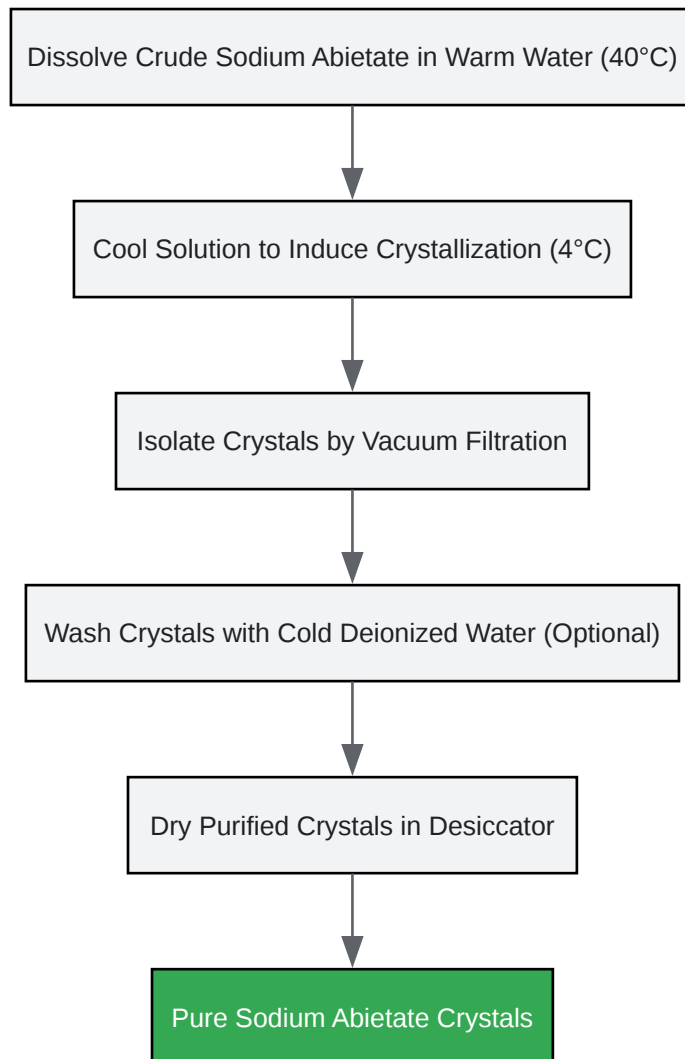 Dissolve Crude Sodium Abietate in Warm Water (40°C)
Cool Solution to Induce Crystallization (4°C)
Isolate Crystals by Vacuum Filtration
Wash Crystals with Cold Deionized Water (Optional)
Dry Purified Crystals in Desiccator
Pure Sodium Abietate Crystals